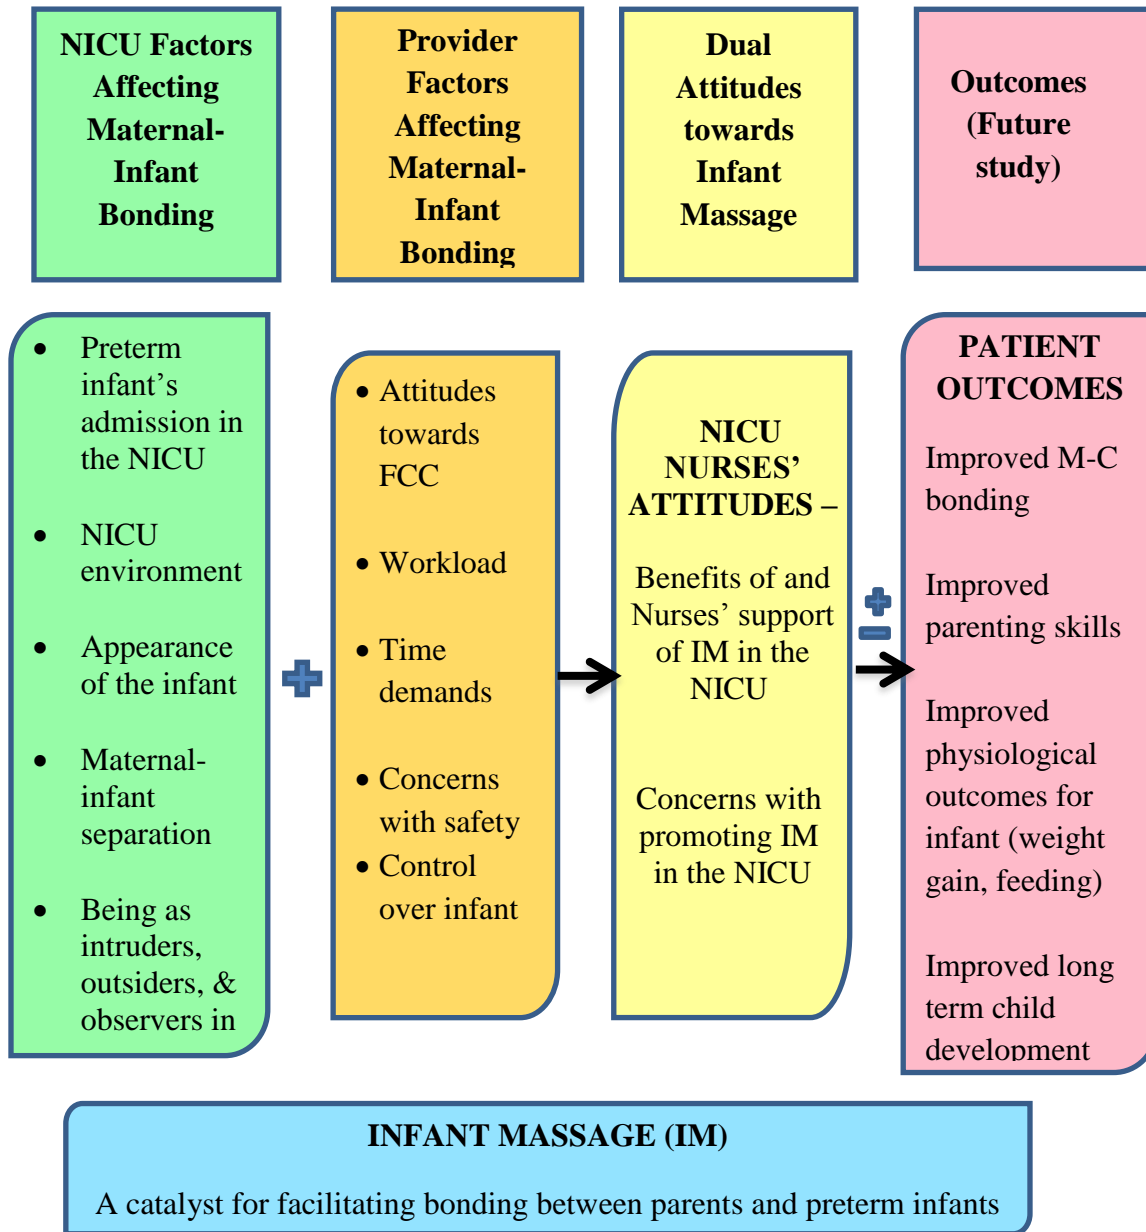 NICU Factors
Affecting
Maternal-
Infant
Bonding
Provider
Factors
Affecting
Maternal-
Infant
Bonding
Dual
Attitudes
towards
Infant
Massage
Outcomes
(Future
study)
• Preterm
infant’s
admission in
the NICU
• NICU
environment
• Appearance
of the infant
• Maternal-
infant
separation
• Being as
intruders,
outsiders, &
observers in
• Attitudes
towards
FCC
• Workload
• Time
demands
• Concerns
with safety
• Control
over infant
NICU
NURSES’
ATTITUDES –
Benefits of and
Nurses’ support
of IM in the
NICU
Concerns with
promoting IM
in the NICU
PATIENT
OUTCOMES
Improved M-C
bonding
Improved
parenting skills
Improved
physiological
outcomes for
infant (weight
gain, feeding)
Improved long
term child
development
INFANT MASSAGE (IM)
A catalyst for facilitating bonding between parents and preterm infants